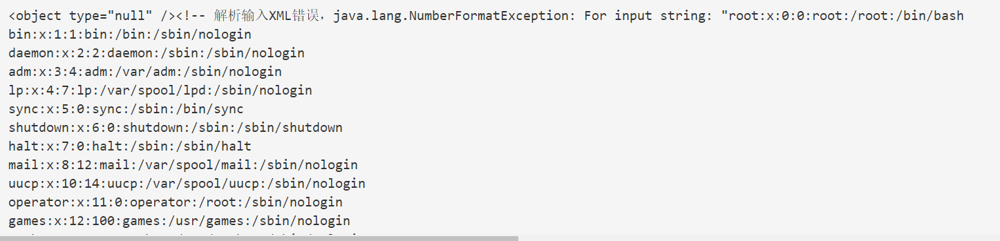 <object type="null" /><!-- 解析输入XML错误，java.lang.NumberFormatException: For input string: "root:x:0:0:root:/root:/bin/bash
bin:x:1:1:bin:/bin:/sbin/nologin
daemon:x:2:2:daemon:/sbin:/sbin/nologin
adm:x:3:4:adm:/var/adm:/sbin/nologin
lp:x:4:7:lp:/var/spool/lpd:/sbin/nologin
sync:x:5:0:sync:/sbin:/bin/sync
shutdown:x:6:0:shutdown:/sbin:/sbin/shutdown
halt:x:7:0:halt:/sbin:/sbin/halt
mail:x:8:12:mail:/var/spool/mail:/sbin/nologin
uucp:x:10:14:uucp:/var/spool/uucp:/sbin/nologin
operator:x:11:0:operator:/root:/sbin/nologin
games:x:12:100:games:/usr/games:/sbin/nologin